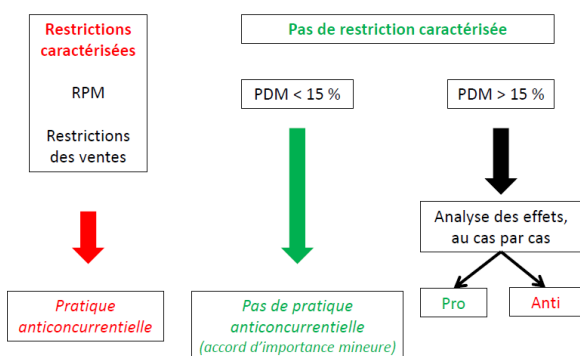 Restrictions
caractérisées
RPM
Restrictions
des ventes
Pas de restriction caractérisée
PDM < 15 %
PDM > 15 %
Analyse des effets,
au cas par cas
Pratique
anticoncurrentielle
Pas de pratique
anticoncurrentielle
(accord d’importance mineure)
Pro
Anti